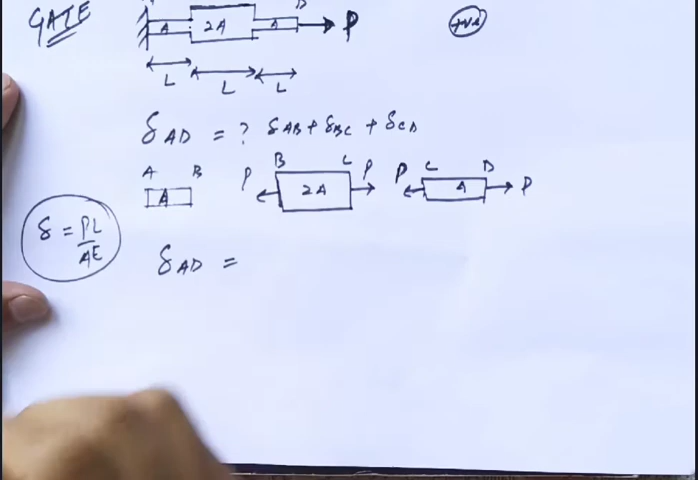 GATE
A 2A A D P +ve
L L L
δAD = ? δAB + δBC + δCD
A B P B C P P C D
A 2A A P
δ = PL/AE
δAD =